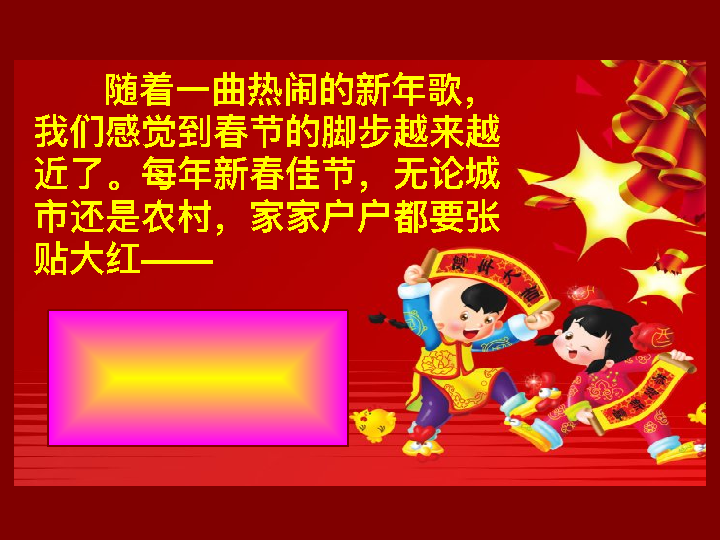 随着一曲热闹的新年歌，
我们感觉到春节的脚步越来越
近了。每年新春佳节，无论城
市还是农村，家家户户都要张
贴大红——